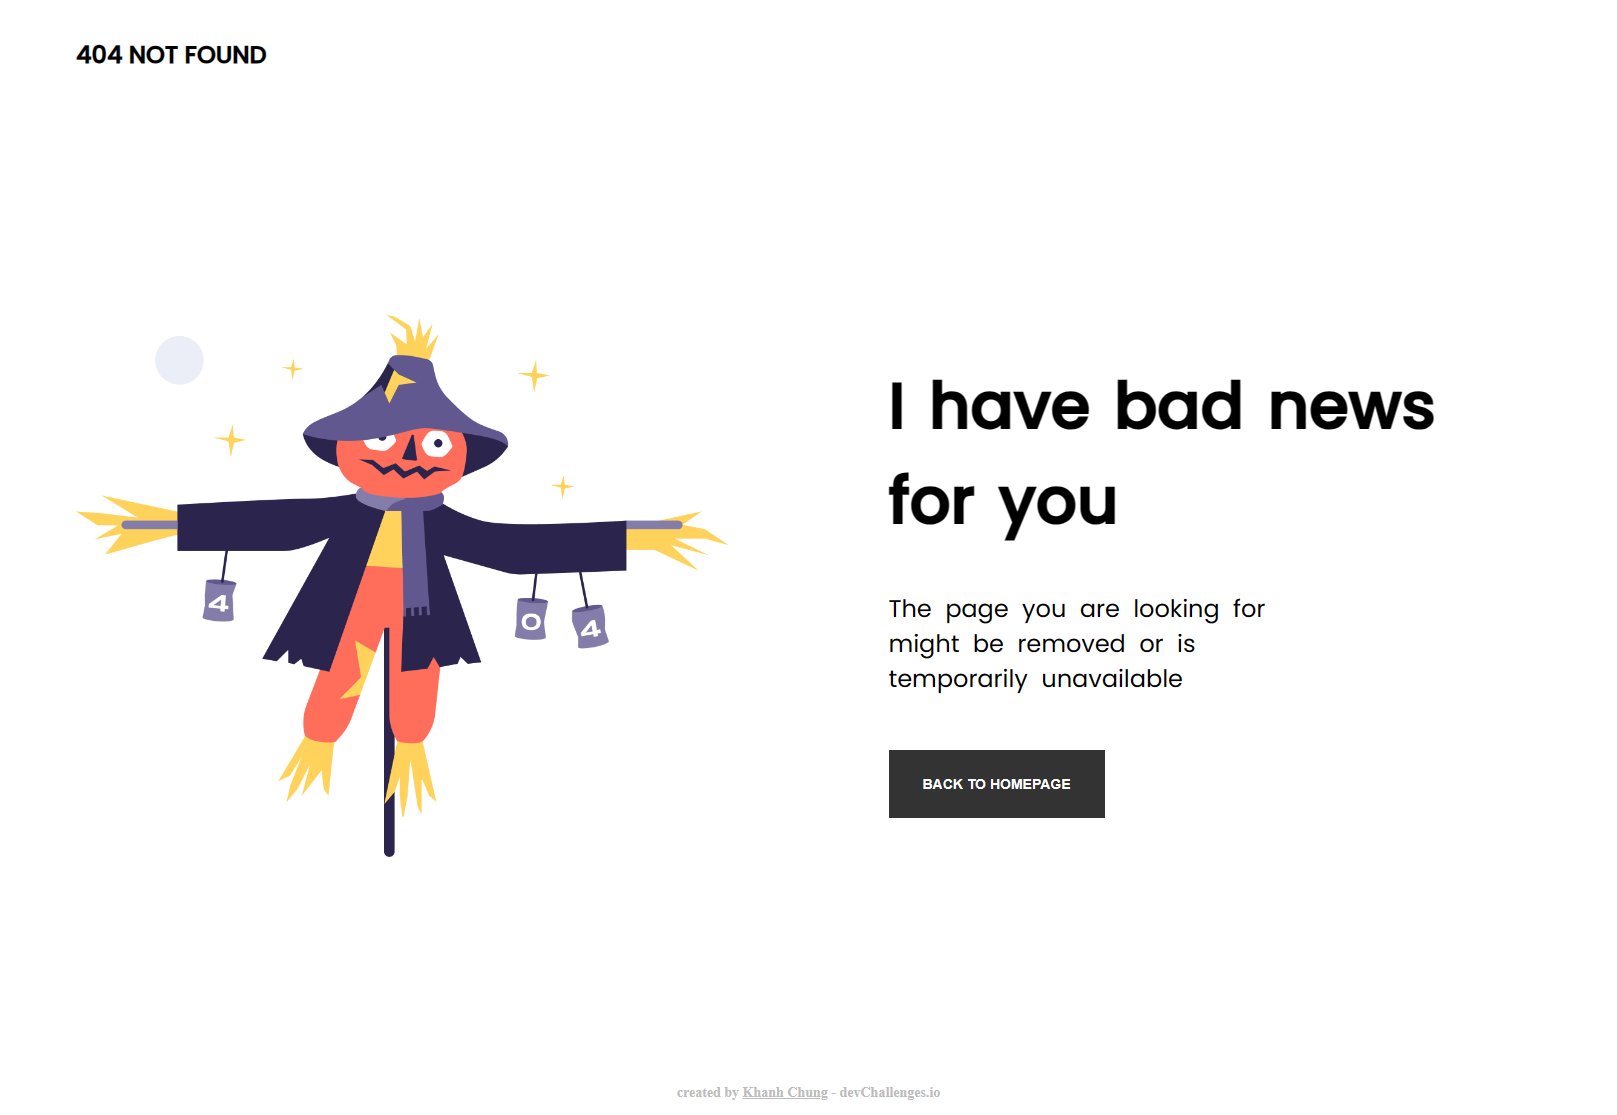 404 NOT FOUND
4
0
4
I have bad news
for you
The page you are looking for
might be removed or is
temporarily unavailable
BACK TO HOMEPAGE
created by Khanh Chung - devChallenges.io